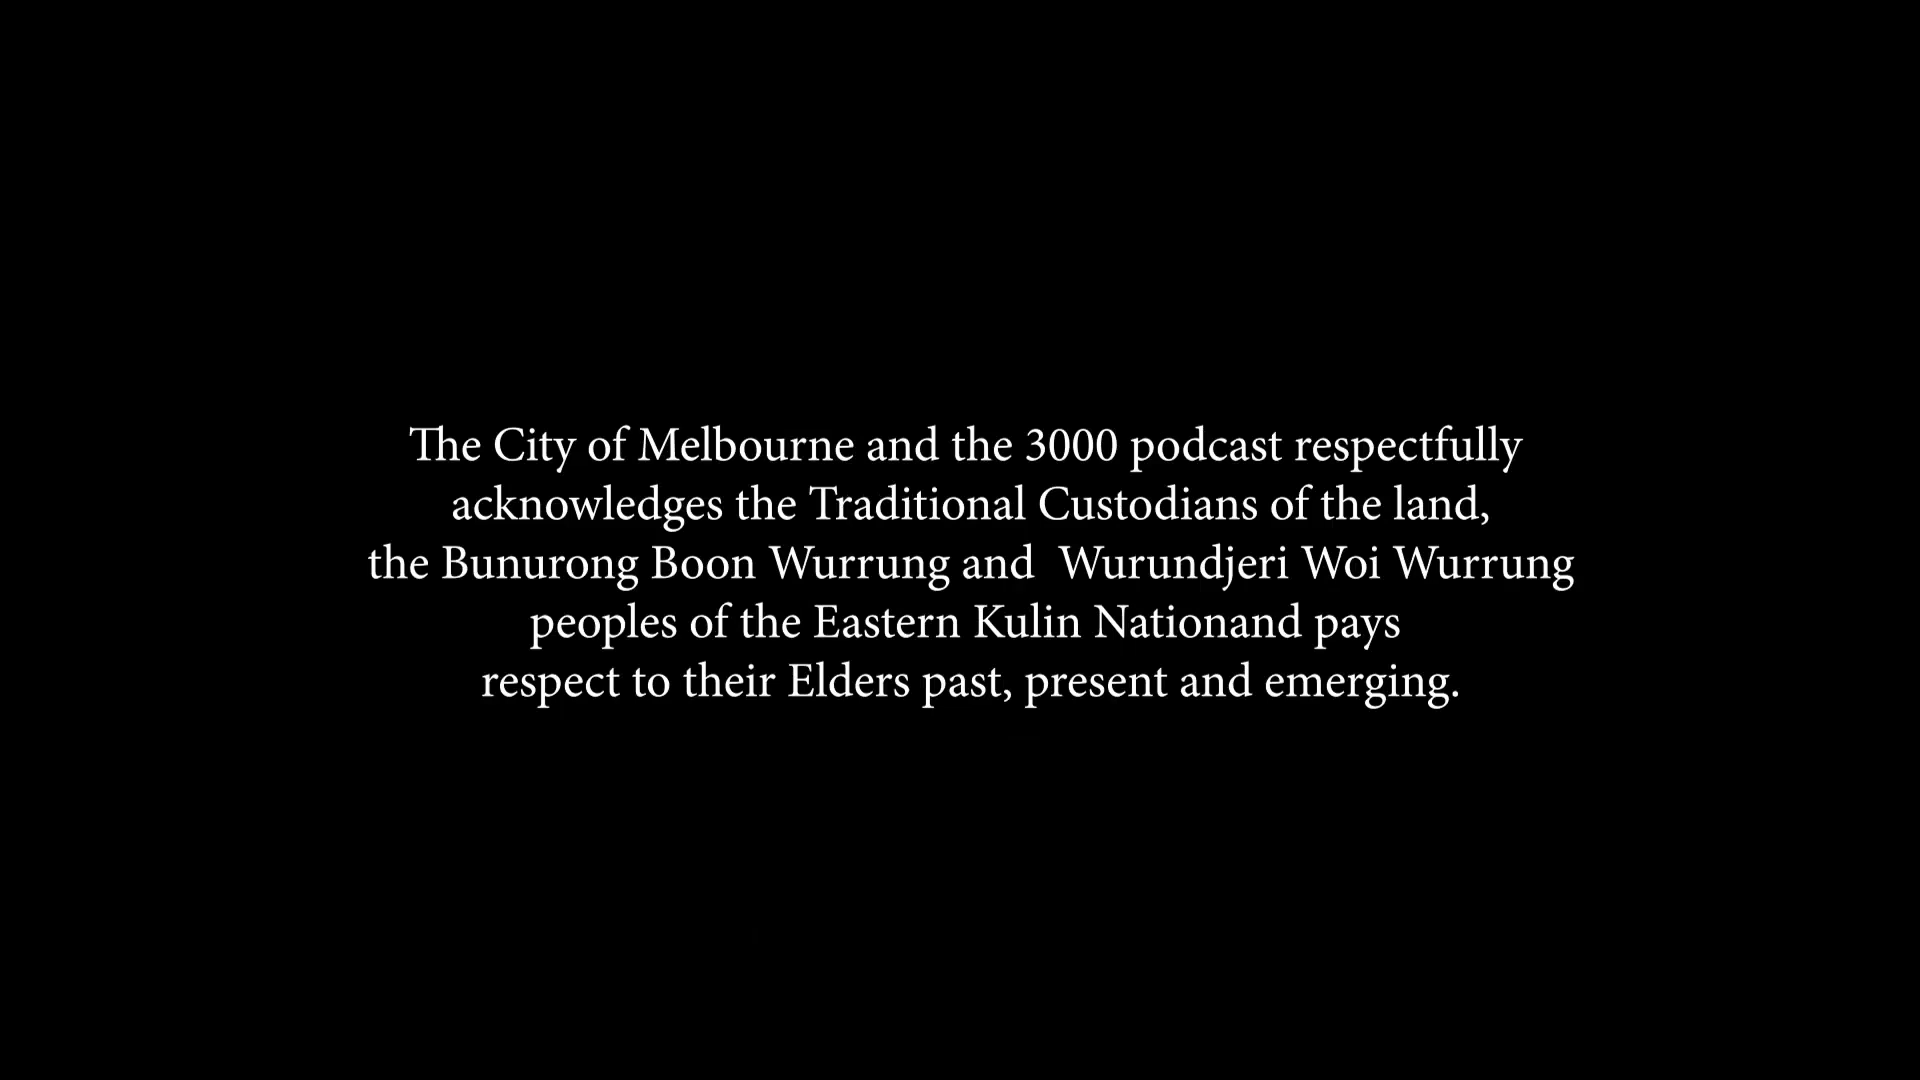 The City of Melbourne and the 3000 podcast respectfully
acknowledges the Traditional Custodians of the land,
the Bunurong Boon Wurrung and  Wurundjeri Woi Wurrung
peoples of the Eastern Kulin Nationand pays
respect to their Elders past, present and emerging.